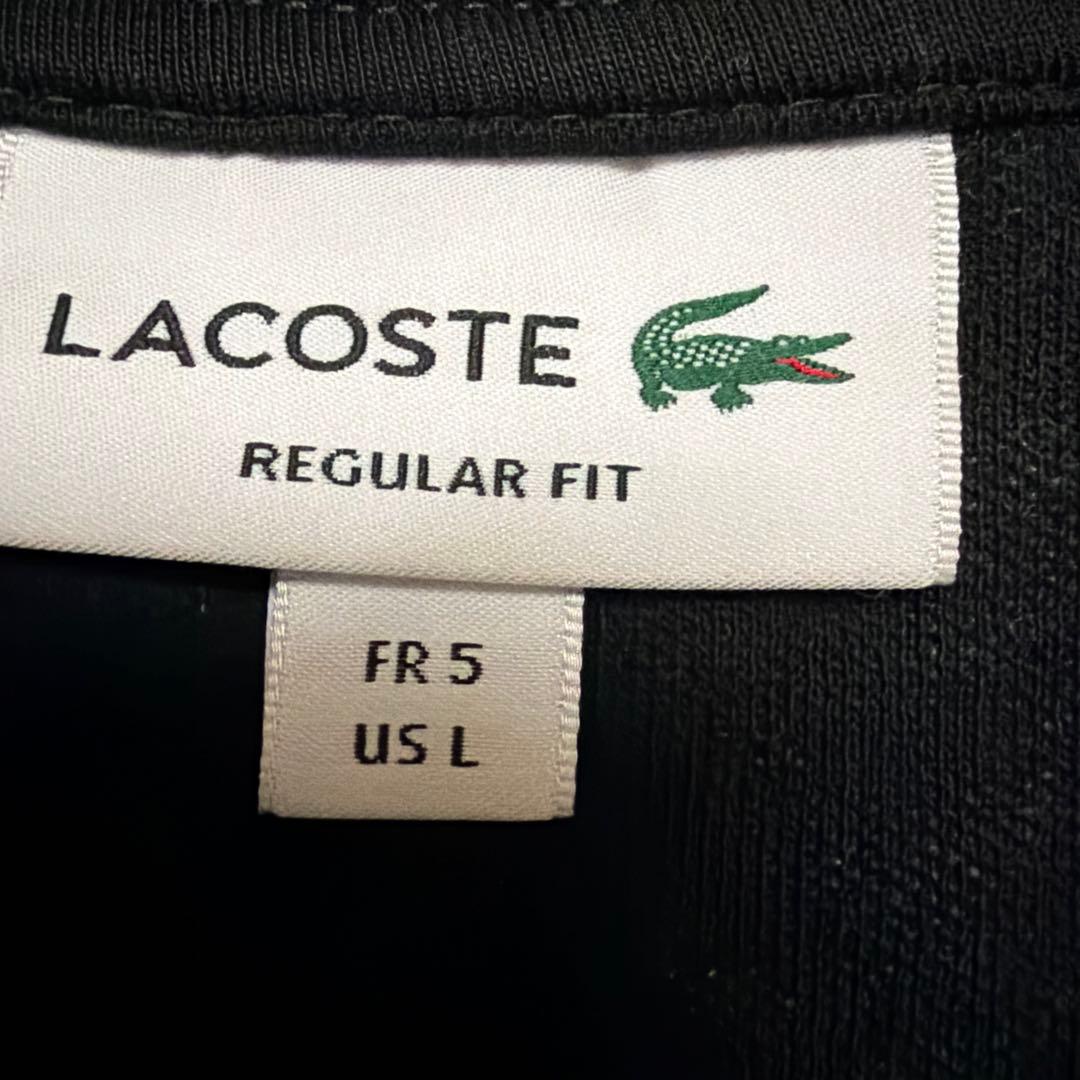 LACOSTE
REGULAR FIT
FR 5
US L